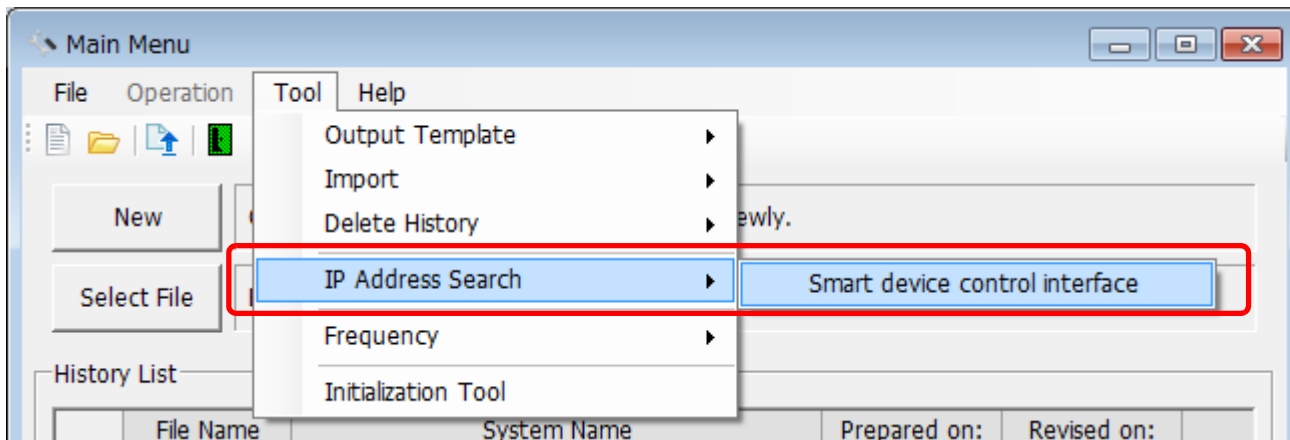 Main Menu
File Operation Tool Help
Output Template
Import
New
Delete History
ewly.
IP Address Search
Smart device control interface
Select File
Frequency
History List
Initialization Tool
File Name System Name Prepared on: Revised on: